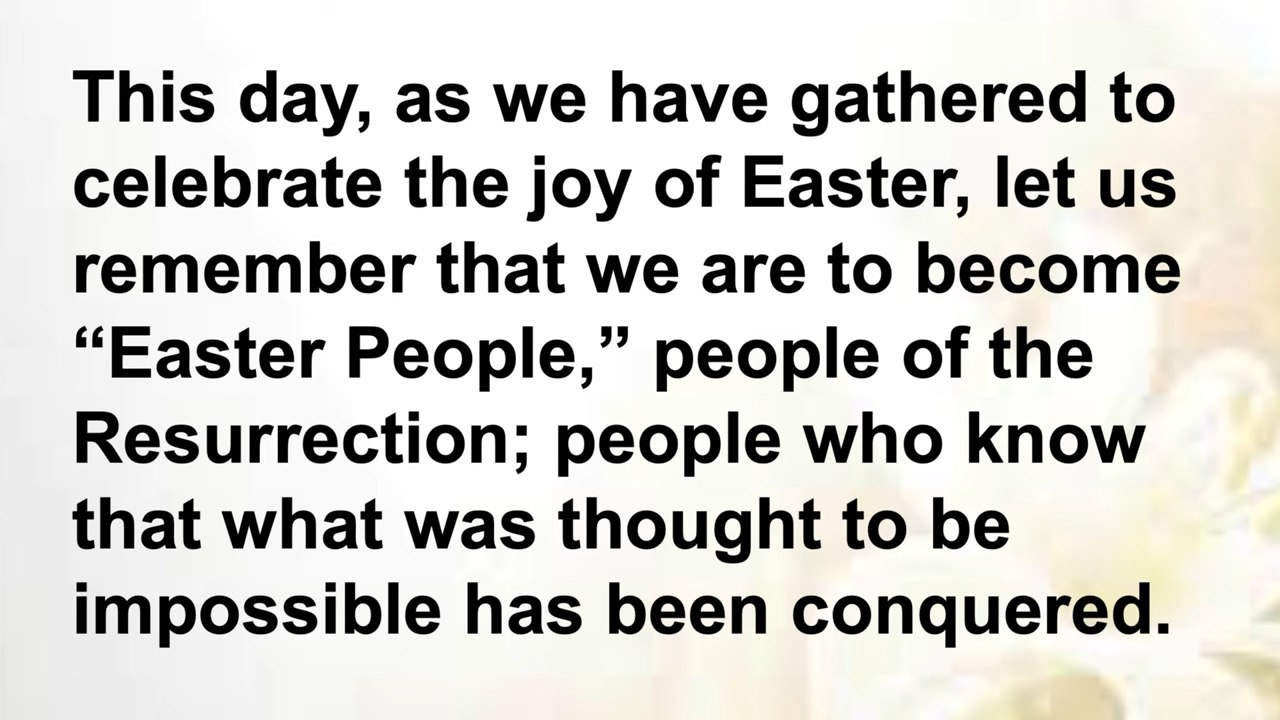 This day, as we have gathered to
celebrate the joy of Easter, let us
remember that we are to become
“Easter People,” people of the
Resurrection; people who know
that what was thought to be
impossible has been conquered.